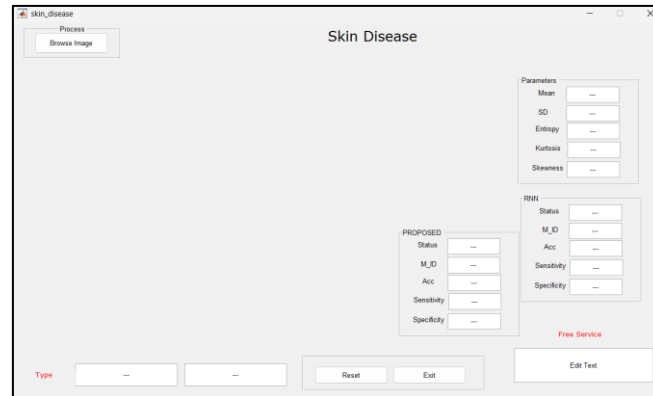 skin_disease
Process
Browse Image
Skin Disease
Parameters
Mean ---
SD ---
Entropy ---
Kurtosis ---
Skewness ---
RNN
Status ---
M_ID ---
Acc ---
Sensitivity ---
Specificity ---
PROPOSED
Status ---
M_ID ---
Acc ---
Sensitivity ---
Specificity ---
Free Service
Edit Text
Type --- ---
Reset Exit